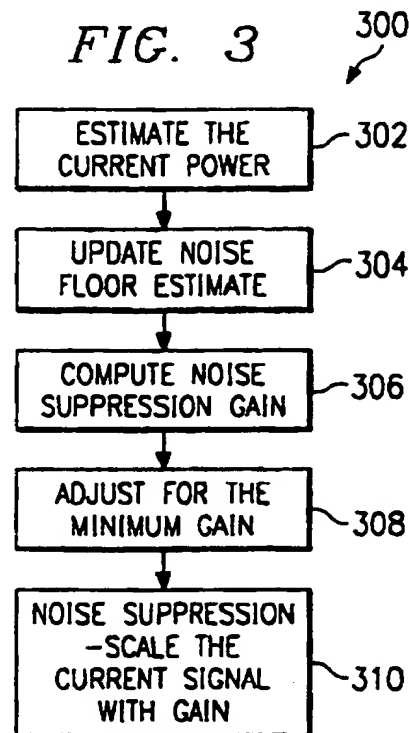 FIG. 3
300
ESTIMATE THE
CURRENT POWER
302
UPDATE NOISE
FLOOR ESTIMATE
304
COMPUTE NOISE
SUPPRESSION GAIN
306
ADJUST FOR THE
MINIMUM GAIN
308
NOISE SUPPRESSION
-SCALE THE
CURRENT SIGNAL
WITH GAIN
310